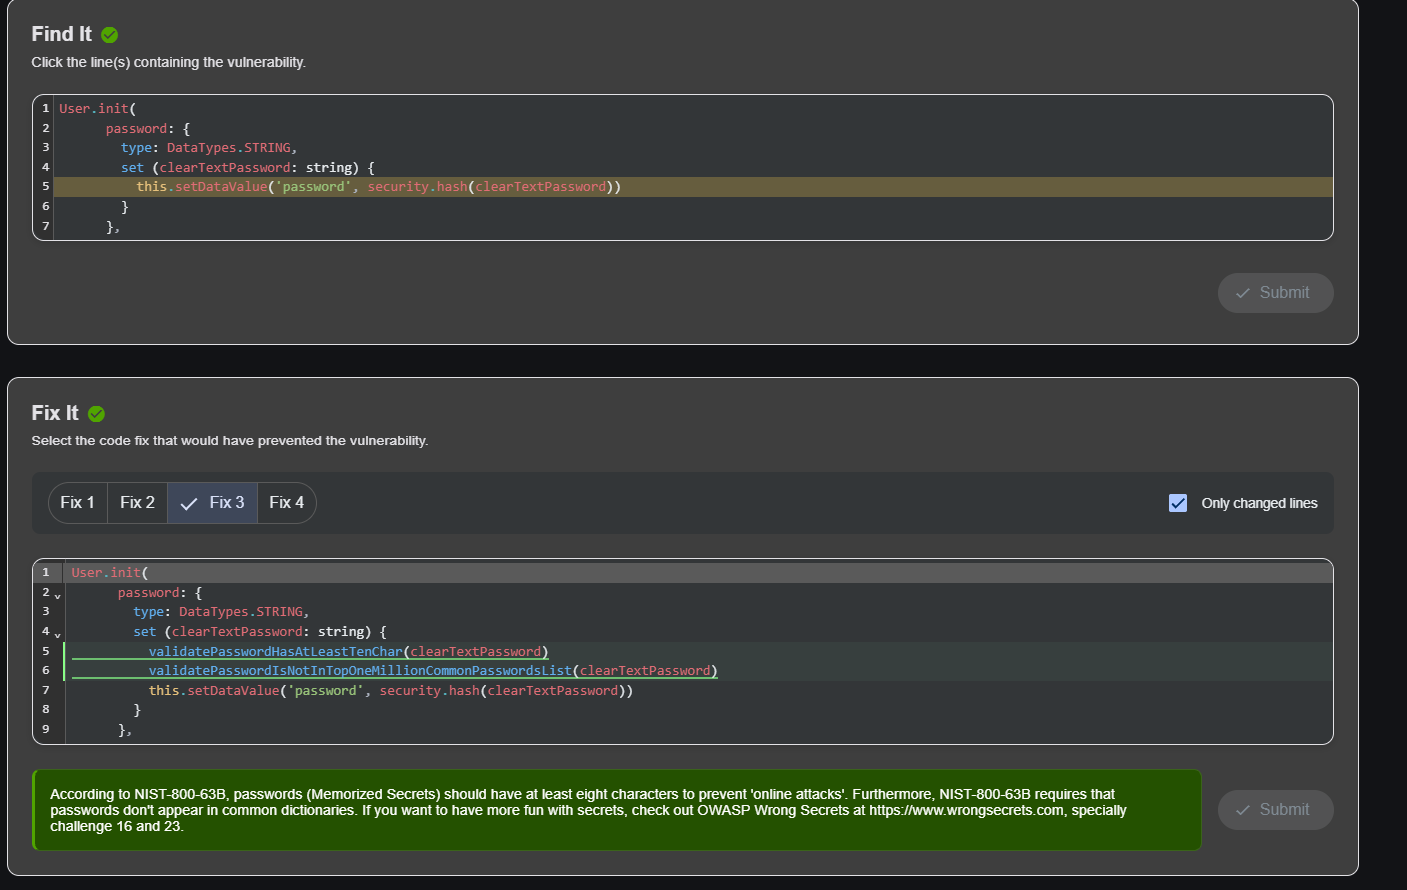 Find It
Click the line(s) containing the vulnerability.
1 User.init(
2       password: {
3         type: DataTypes.STRING,
4         set (clearTextPassword: string) {
5           this.setDataValue('password', security.hash(clearTextPassword))
6         }
7       },
Submit
Fix It
Select the code fix that would have prevented the vulnerability.
Fix 1 Fix 2 Fix 3 Fix 4 Only changed lines
1 User.init(
2       password: {
3         type: DataTypes.STRING,
4         set (clearTextPassword: string) {
5           validatePasswordHasAtLeastTenChar(clearTextPassword)
6           validatePasswordIsNotInTopOneMillionCommonPasswordsList(clearTextPassword)
7           this.setDataValue('password', security.hash(clearTextPassword))
8         }
9       },
According to NIST-800-63B, passwords (Memorized Secrets) should have at least eight characters to prevent 'online attacks'. Furthermore, NIST-800-63B requires that
passwords don't appear in common dictionaries. If you want to have more fun with secrets, check out OWASP Wrong Secrets at https://www.wrongsecrets.com, specially
challenge 16 and 23.
Submit